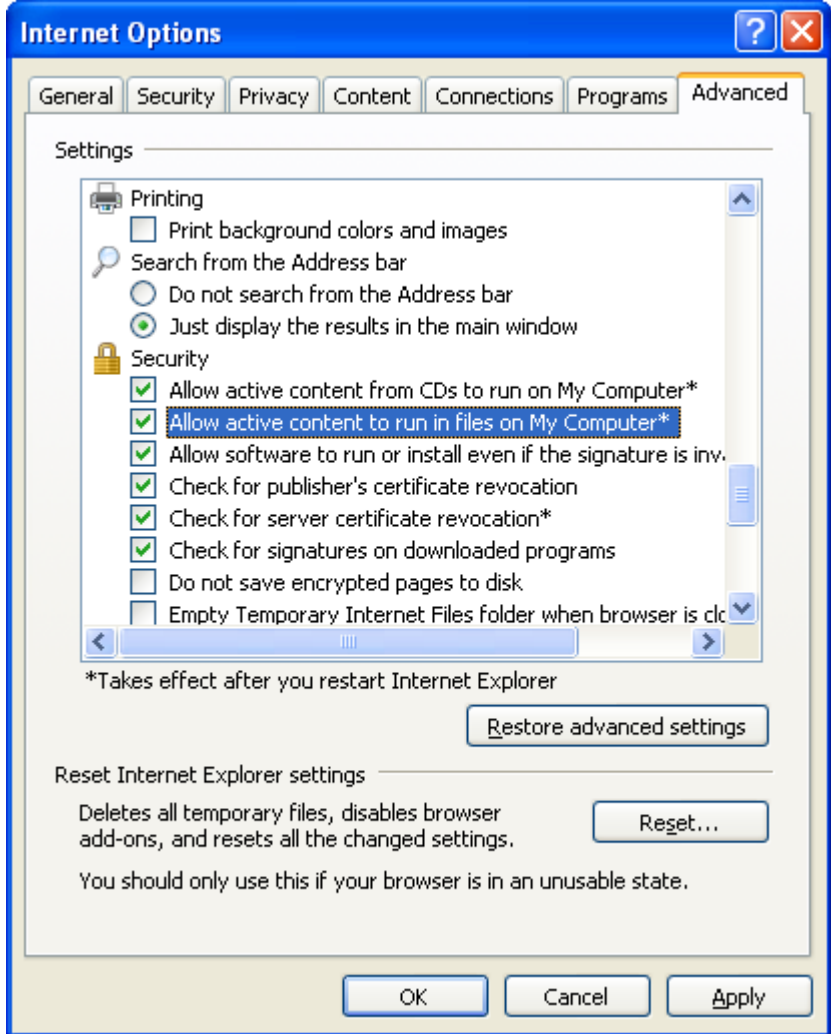 Internet Options
General Security Privacy Content Connections Programs Advanced
Settings
Printing
Print background colors and images
Search from the Address bar
Do not search from the Address bar
Just display the results in the main window
Security
Allow active content from CDs to run on My Computer*
Allow active content to run in files on My Computer*
Allow software to run or install even if the signature is
Check for publisher's certificate revocation
Check for server certificate revocation*
Check for signatures on downloaded programs
Do not save encrypted pages to disk
Empty Temporary Internet Files folder when browser is
*Takes effect after you restart Internet Explorer
Restore advanced settings
Reset Internet Explorer settings
Deletes all temporary files, disables browser
add-ons, and resets all the changed settings.
Reset...
You should only use this if your browser is in an unusable state.
OK Cancel Apply